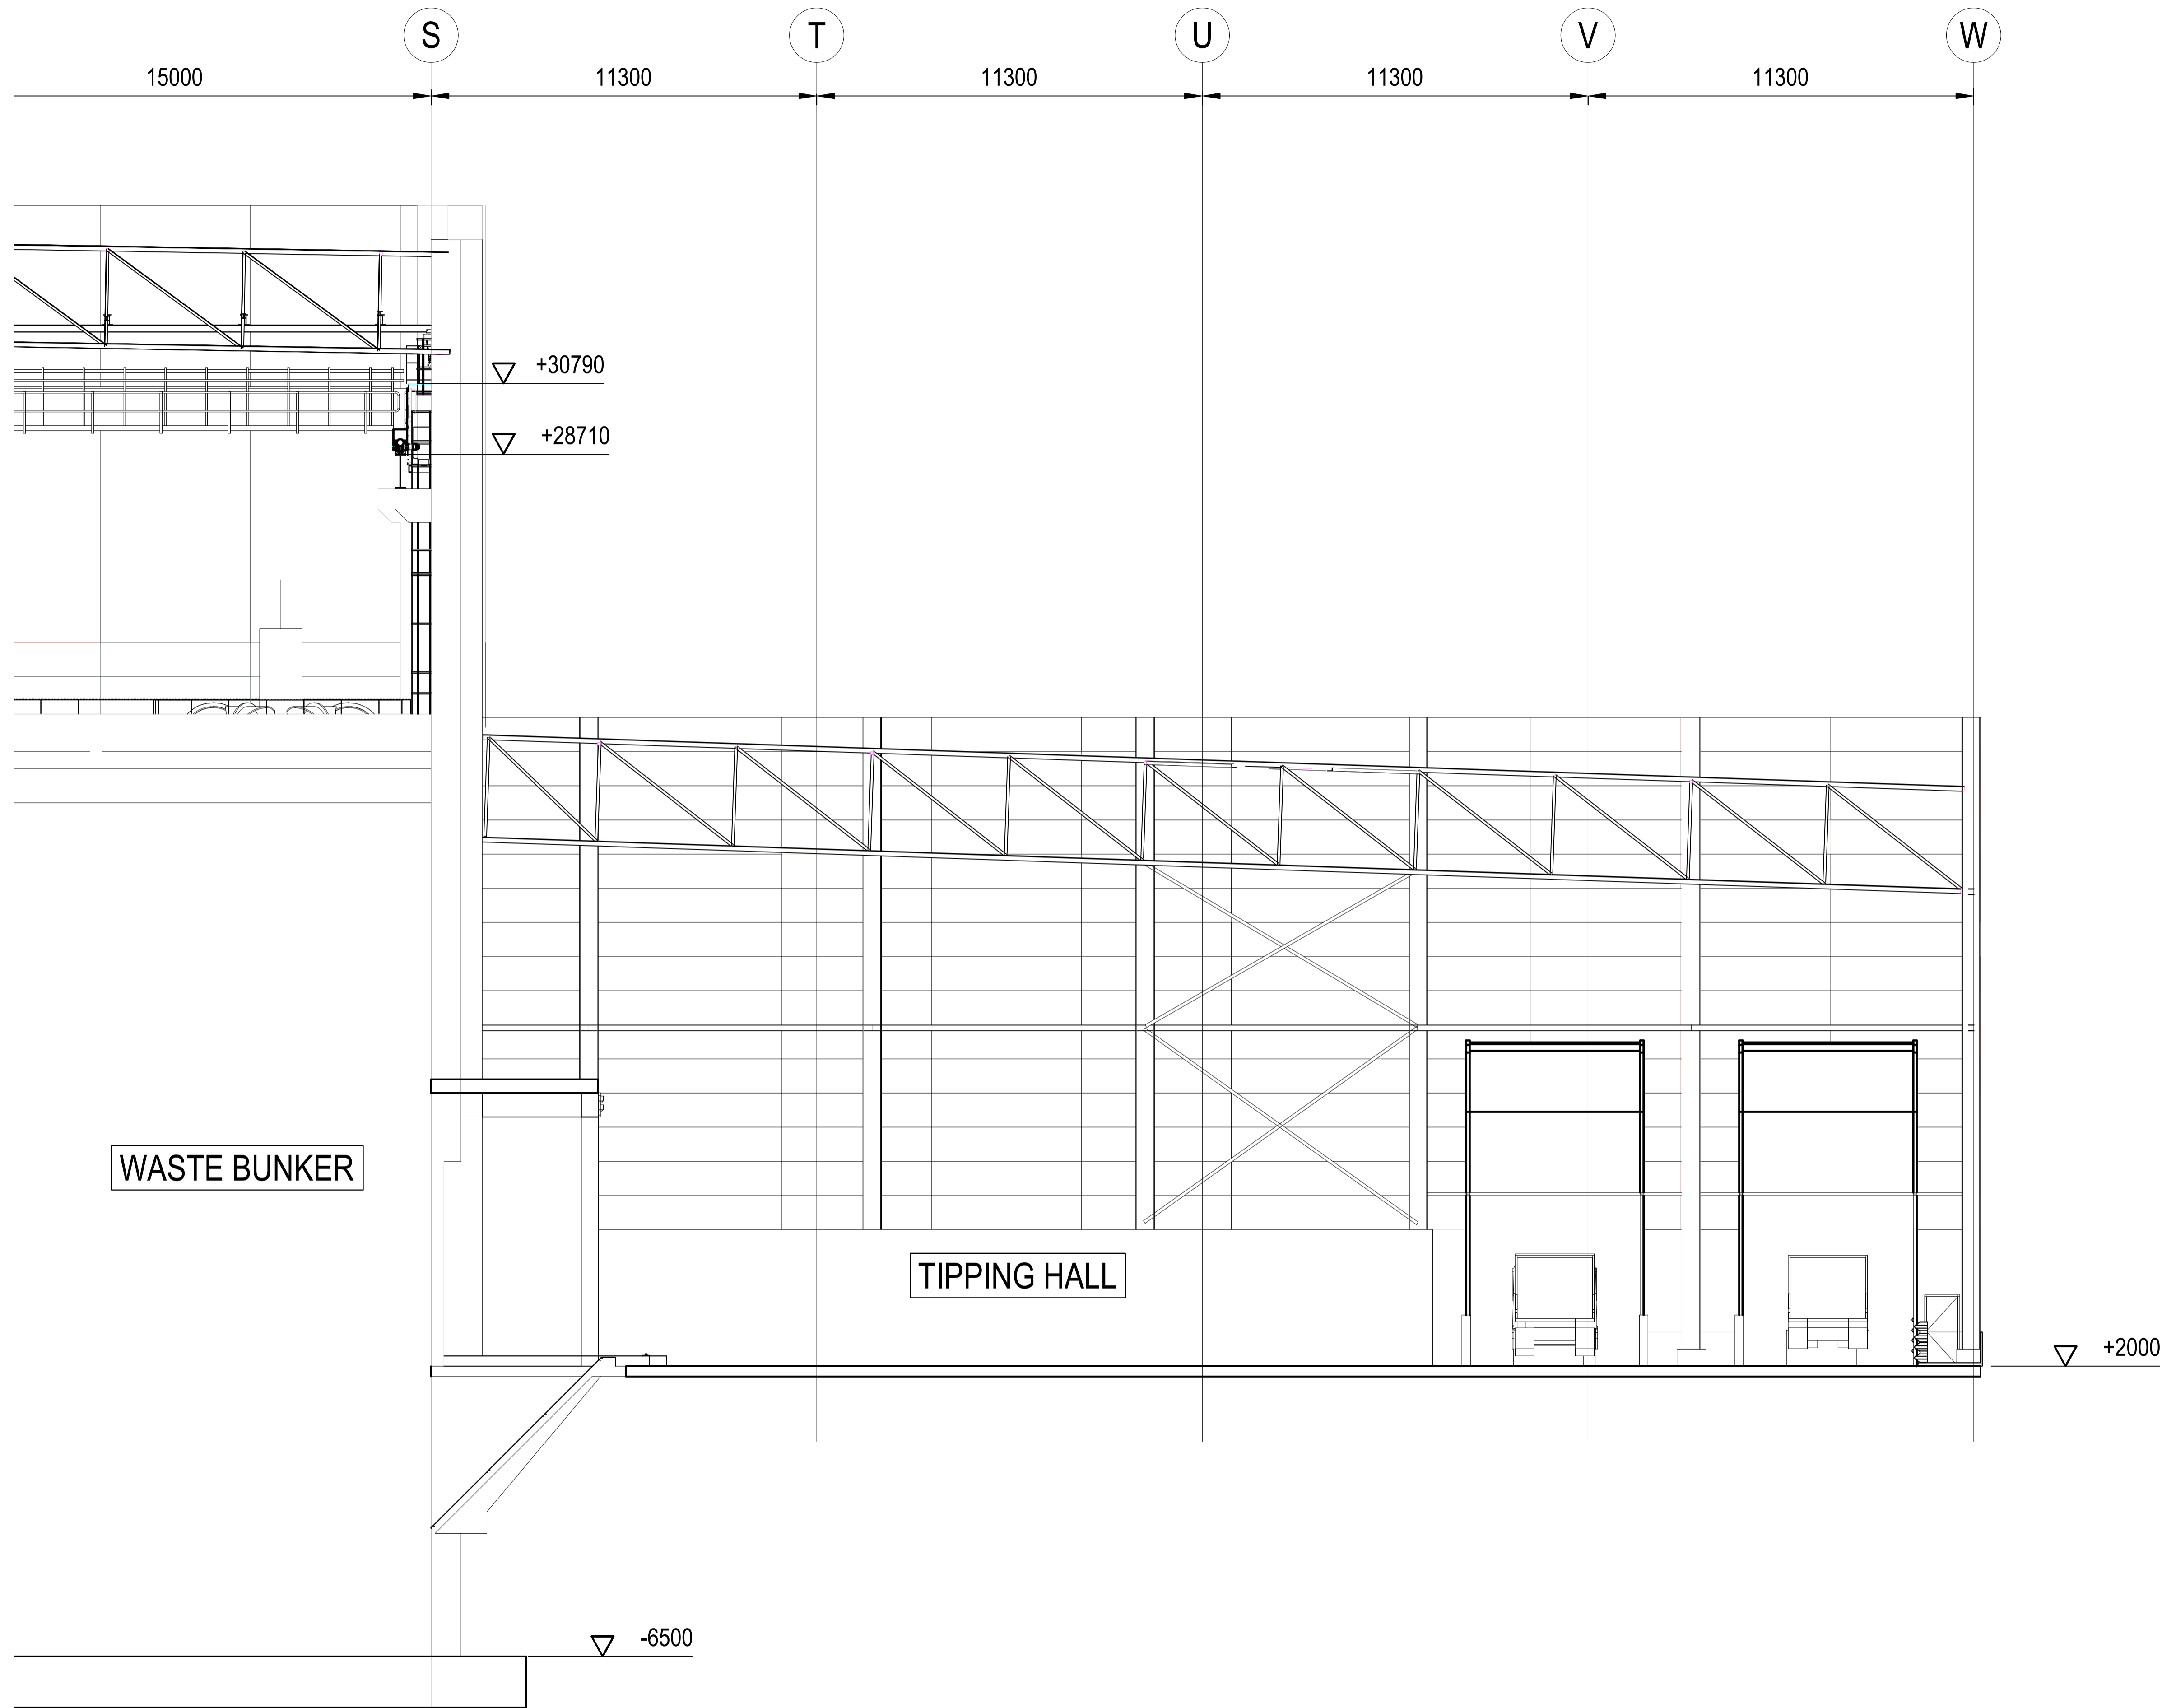 S T U V W
15000 11300 11300 11300 11300
+30790
+28710
WASTE BUNKER
TIPPING HALL
+2000
-6500